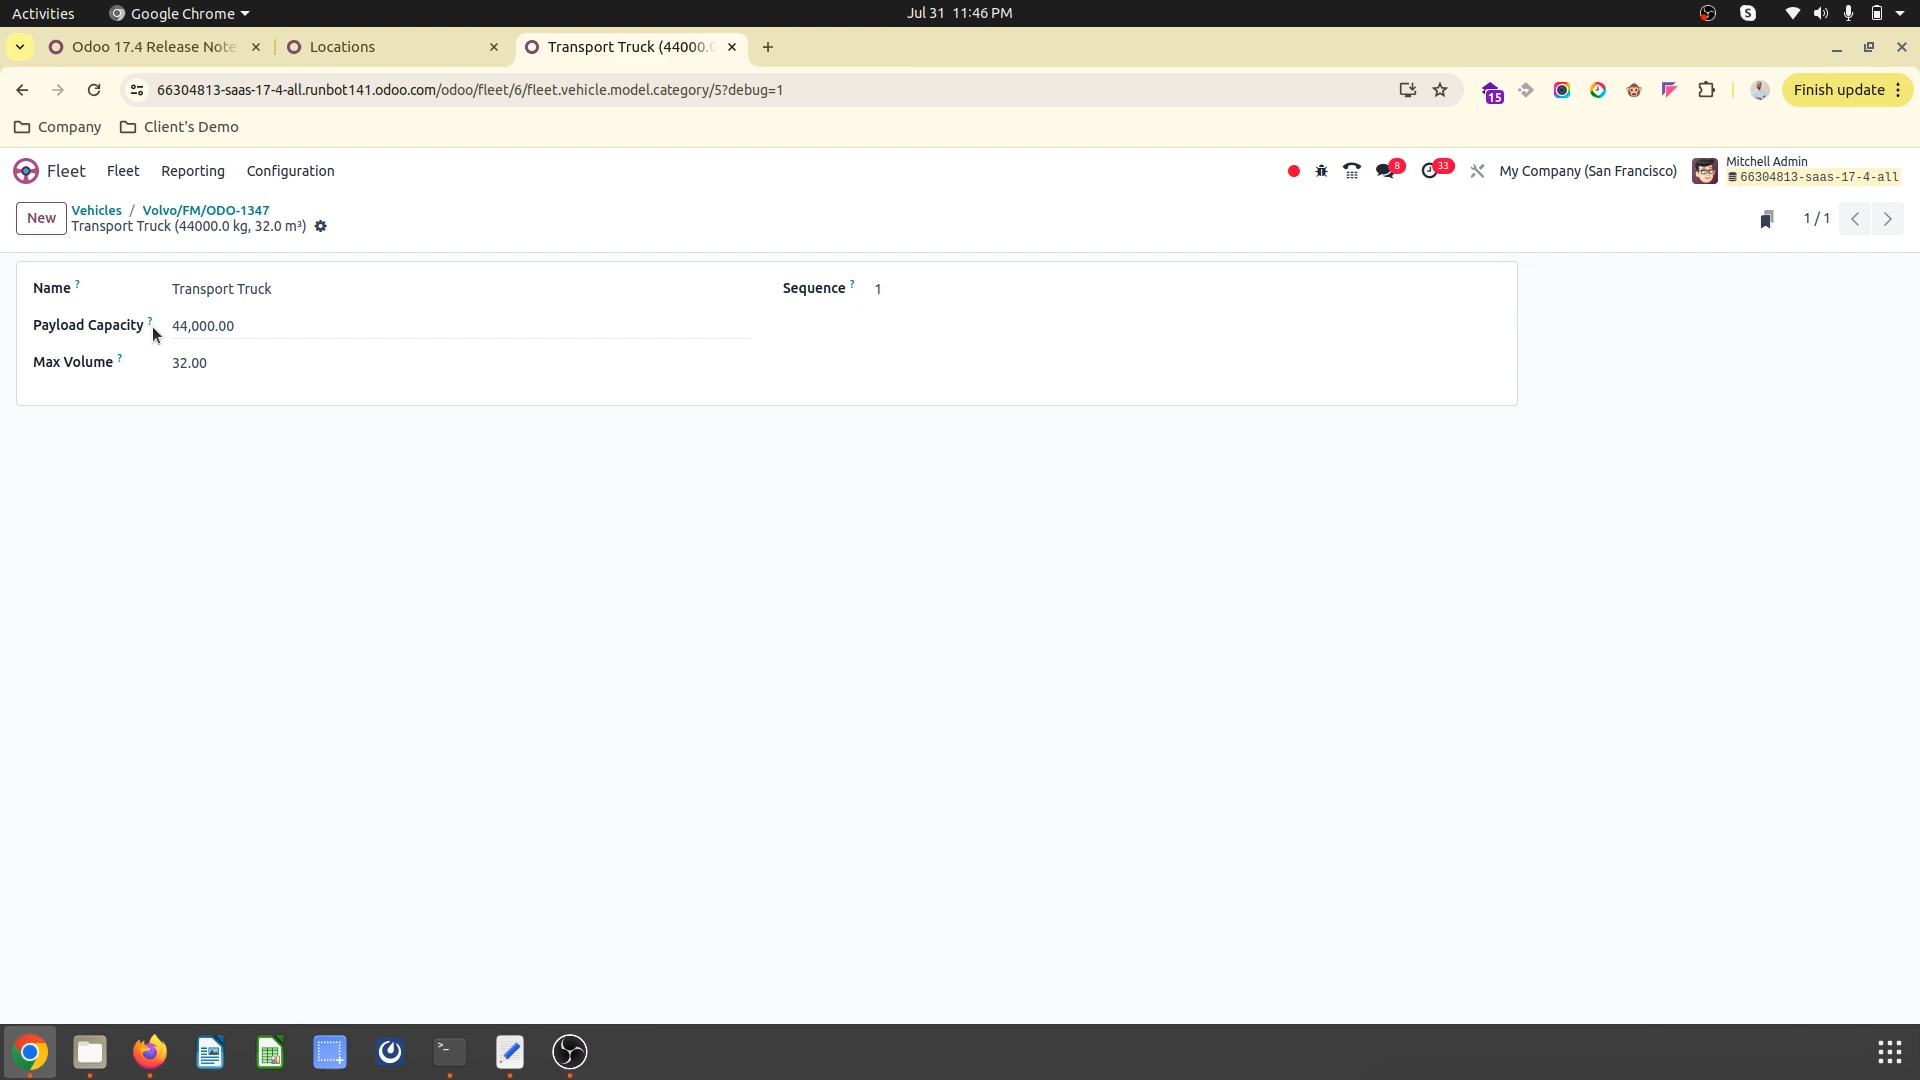 Activities Google Chrome Jul 31 11:46 PM
Odoo 17.4 Release Note Locations Transport Truck (44000.0
66304813-saas-17-4-all.runbot141.odoo.com/odoo/fleet/6/fleet.vehicle.model.category/5?debug=1 15 Finish update
Company Client's Demo
Fleet Fleet Reporting Configuration 8 33 My Company (San Francisco) Mitchell Admin
66304813-saas-17-4-all
New Vehicles / Volvo/FM/ODO-1347 1 / 1
Transport Truck (44000.0 kg, 32.0 m³)
Name ? Transport Truck Sequence ? 1
Payload Capacity ? 44,000.00
Max Volume ? 32.00